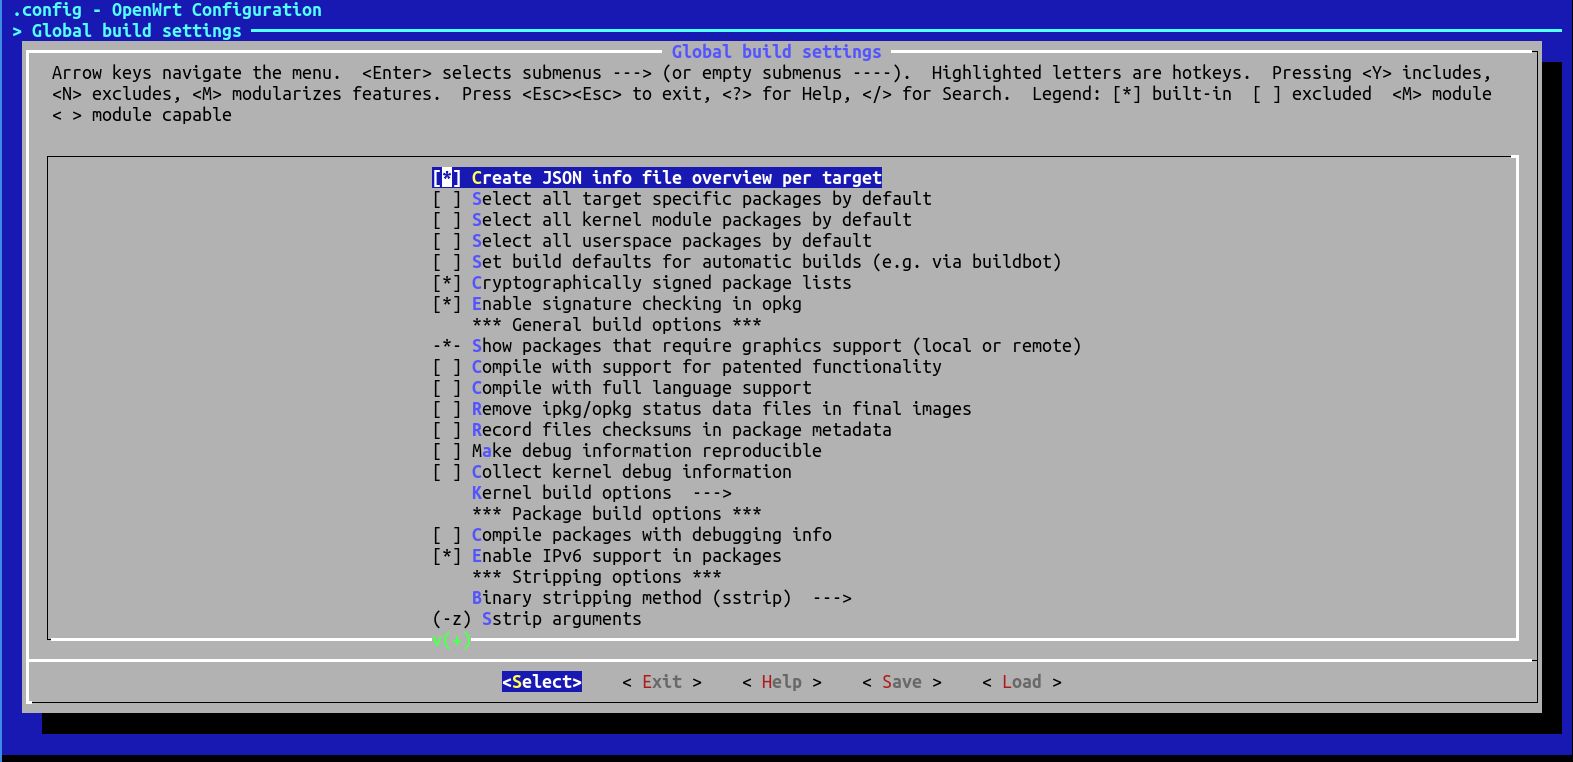 .config - OpenWrt Configuration
> Global build settings
Global build settings
Arrow keys navigate the menu.  <Enter> selects submenus ---> (or empty submenus ----).  Highlighted letters are hotkeys.  Pressing <Y> includes,
<N> excludes, <M> modularizes features.  Press <Esc><Esc> to exit, <?> for Help, </> for Search.  Legend: [*] built-in  [ ] excluded  <M> module
< > module capable
[*] Create JSON info file overview per target
[ ] Select all target specific packages by default
[ ] Select all kernel module packages by default
[ ] Select all userspace packages by default
[ ] Set build defaults for automatic builds (e.g. via buildbot)
[*] Cryptographically signed package lists
[*] Enable signature checking in opkg
*** General build options ***
-*- Show packages that require graphics support (local or remote)
[ ] Compile with support for patented functionality
[ ] Compile with full language support
[ ] Remove ipkg/opkg status data files in final images
[ ] Record files checksums in package metadata
[ ] Make debug information reproducible
[ ] Collect kernel debug information
Kernel build options  --->
*** Package build options ***
[ ] Compile packages with debugging info
[*] Enable IPv6 support in packages
*** Stripping options ***
Binary stripping method (sstrip)  --->
(-z) Sstrip arguments
v(+)
<Select>    < Exit >    < Help >    < Save >    < Load >